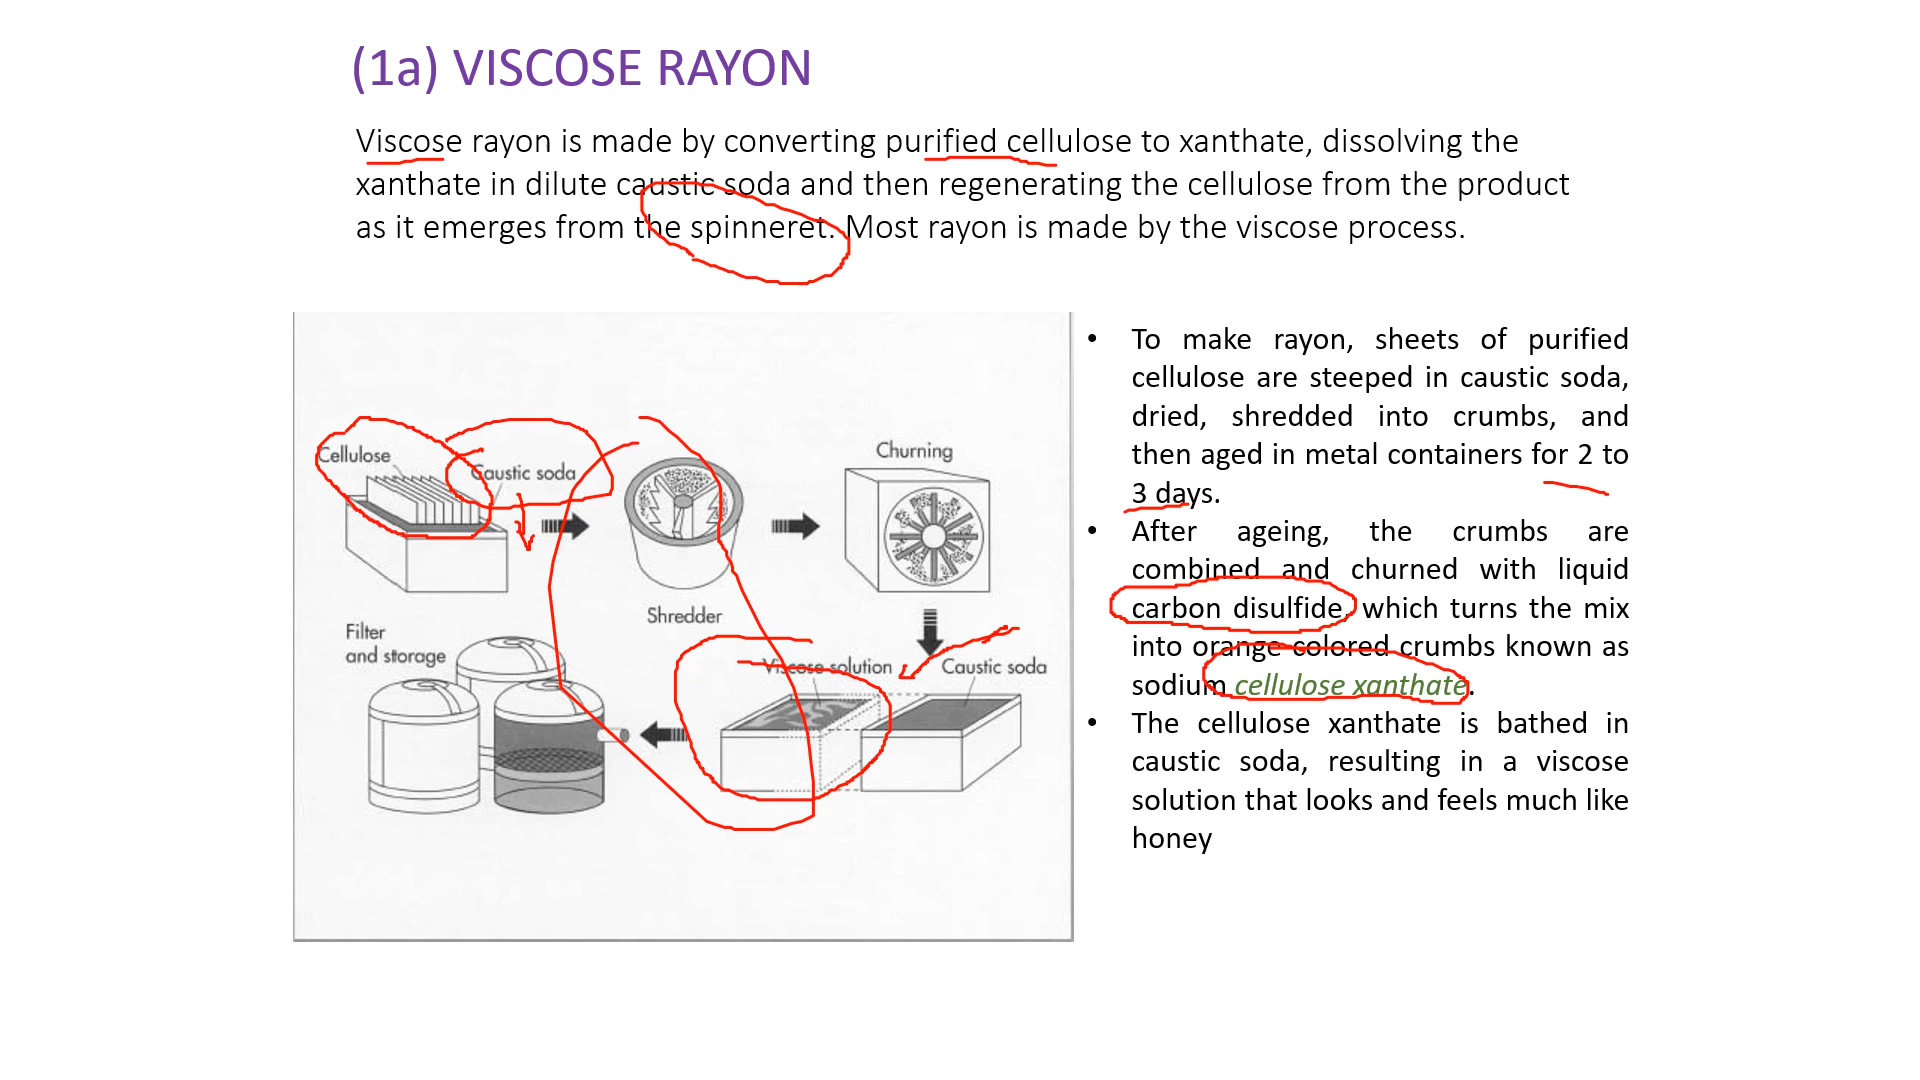 (1a) VISCOSE RAYON
Viscose rayon is made by converting purified cellulose to xanthate, dissolving the
xanthate in dilute caustic soda and then regenerating the cellulose from the product
as it emerges from the spinneret. Most rayon is made by the viscose process.
Cellulose
Caustic soda
Shredder
Churning
Filter
and storage
Viscose solution
Caustic soda
• To make rayon, sheets of purified
cellulose are steeped in caustic soda,
dried, shredded into crumbs, and
then aged in metal containers for 2 to
3 days.
• After ageing, the crumbs are
combined and churned with liquid
carbon disulfide, which turns the mix
into orange-colored crumbs known as
sodium cellulose xanthate.
• The cellulose xanthate is bathed in
caustic soda, resulting in a viscose
solution that looks and feels much like
honey